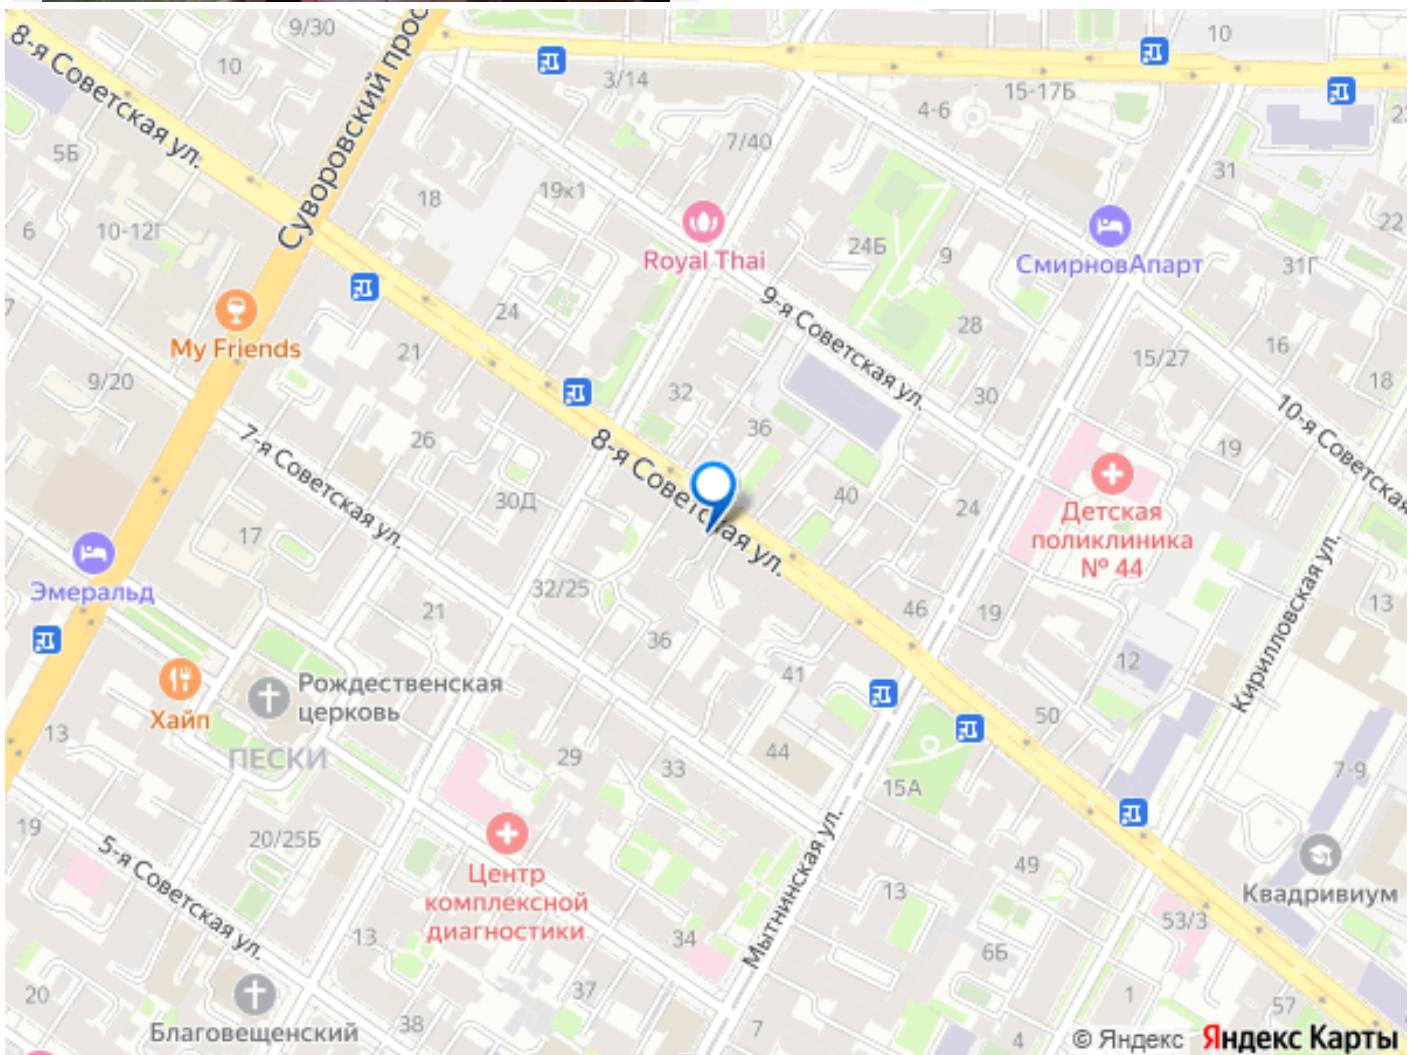 9/30
8-я Советская ул.
10
Суворовский прос
3/14
10
15-17Б
4-6
7/40
5Б
18
19к1
31
22
6
10-12Г
24Б
9
Royal Thai
СмирновАпарт
31Г
24
9-я Советская ул.
28
My Friends
21
16
15/27
9/20
32
30
18
10-я Советская
7-я Советская ул.
26
36
8-я Советская ул.
19
30Д
40
24
17
Детская
поликлиника
№ 44
Эмеральд
32/25
21
46
19
13
Кирилловская ул.
36
41
12
Рождественская
церковь
Хайп
13
ПЕСКИ
50
29
33
44
15А
7-9
19
20/25Б
5-я Советская ул.
Центр
комплексной
диагностики
Мытнинская ул.
49
13
Квадривиум
53/3
13
34
6Б
20
37
38
Благовещенский
7
1
57
4
© Яндекс Яндекс Карты